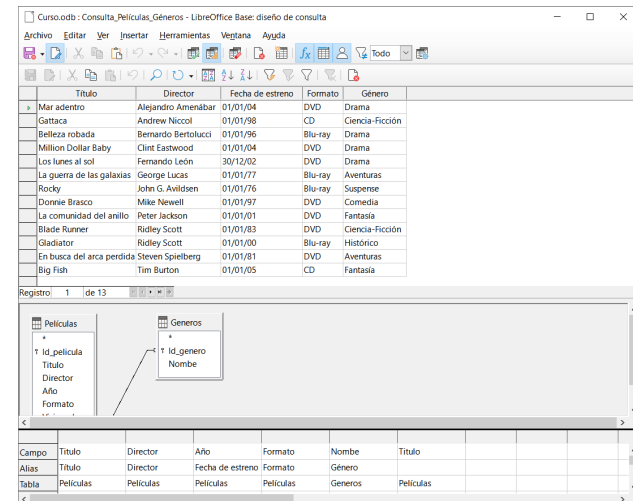 Curso.odb : Consulta_Películas_Géneros - LibreOffice Base: diseño de consulta
Archivo Editar Ver Insertar Herramientas Ventana Ayuda
Todo
Título Director Fecha de estreno Formato Género
Mar adentro Alejandro Amenábar 01/01/04 DVD Drama
Gattaca Andrew Niccol 01/01/98 CD Ciencia-Ficción
Belleza robada Bernardo Bertolucci 01/01/96 Blu-ray Drama
Million Dollar Baby Clint Eastwood 01/01/04 DVD Drama
Los lunes al sol Fernando León 30/12/02 DVD Drama
La guerra de las galaxias George Lucas 01/01/77 Blu-ray Aventuras
Rocky John G. Avildsen 01/01/76 Blu-ray Suspense
Donnie Brasco Mike Newell 01/01/97 DVD Comedia
La comunidad del anillo Peter Jackson 01/01/01 DVD Fantasía
Blade Runner Ridley Scott 01/01/83 DVD Ciencia-Ficción
Gladiator Ridley Scott 01/01/00 Blu-ray Histórico
En busca del arca perdida Steven Spielberg 01/01/81 DVD Aventuras
Big Fish Tim Burton 01/01/05 CD Fantasía
Registro 1 de 13
Películas
*
Id_pelicula
Titulo
Director
Año
Formato
Generos
*
Id_genero
Nombe
Campo Titulo Director Año Formato Nombe Titulo
Alias Título Director Fecha de estreno Formato Género
Tabla Películas Películas Películas Películas Generos Películas